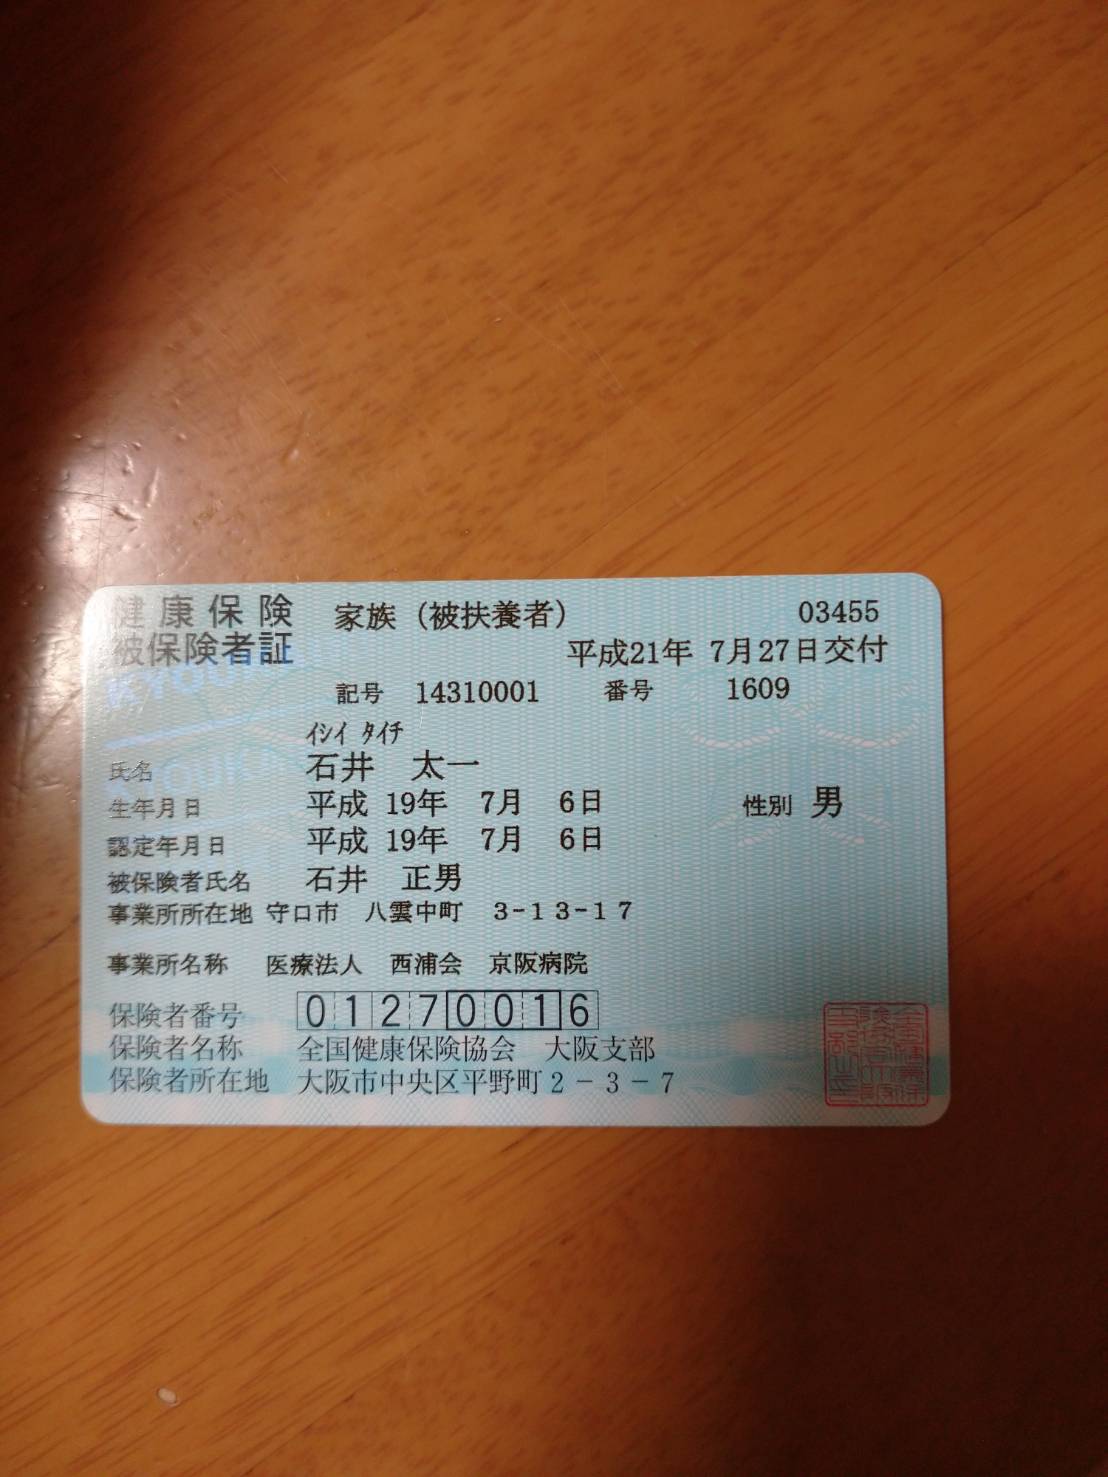 健康保険 家族（被扶養者） 03455
被保険者証 平成21年 7月27日交付
記号 14310001 番号 1609
ｲｼｲ ﾀｲﾁ
氏名 石井 太一
生年月日 平成 19年 7月 6日 性別 男
認定年月日 平成 19年 7月 6日
被保険者氏名 石井 正男
事業所所在地 守口市 八雲中町 3-13-17
事業所名称 医療法人 西浦会 京阪病院
保険者番号 01270016
保険者名称 全国健康保険協会 大阪支部
保険者所在地 大阪市中央区平野町2－3－7